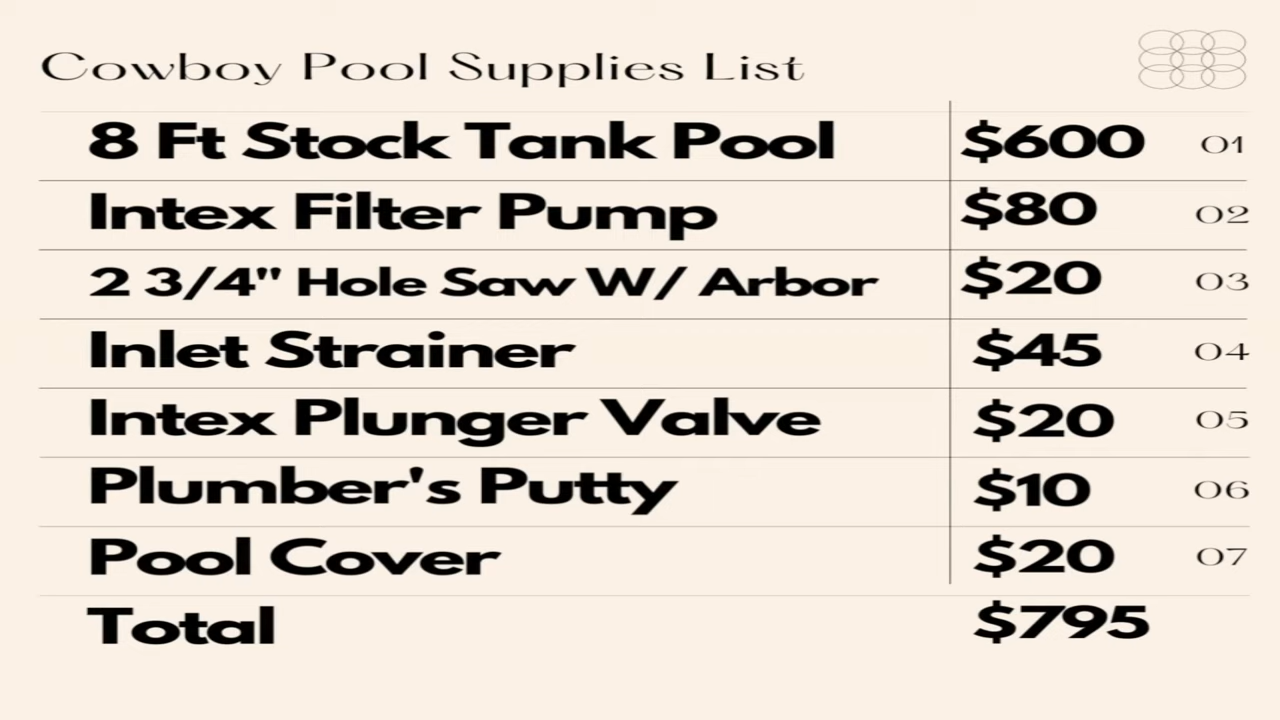 Cowboy Pool Supplies List
8 Ft Stock Tank Pool $600 01
Intex Filter Pump $80 02
2 3/4" Hole Saw W/ Arbor $20 03
Inlet Strainer $45 04
Intex Plunger Valve $20 05
Plumber's Putty $10 06
Pool Cover $20 07
Total $795